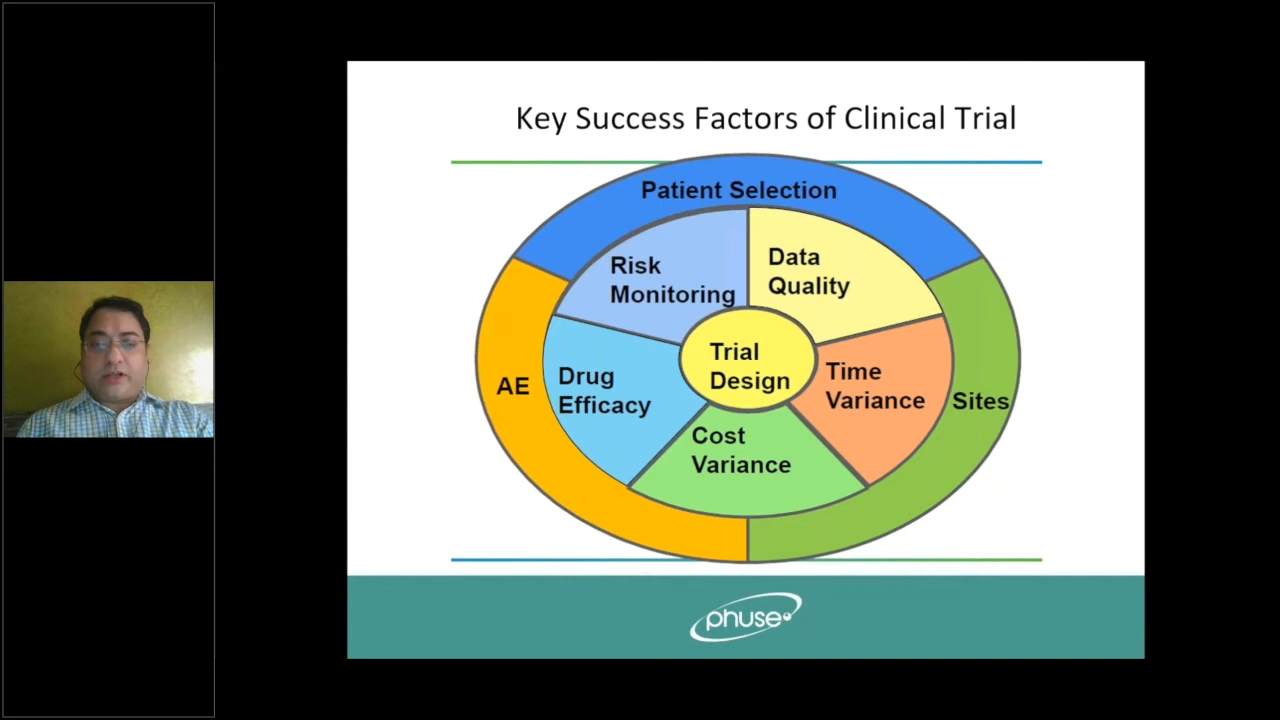 Key Success Factors of Clinical Trial
Patient Selection
Risk
Monitoring
Data
Quality
Trial
Design
Drug
Efficacy
Time
Variance
AE
Sites
Cost
Variance
phuse